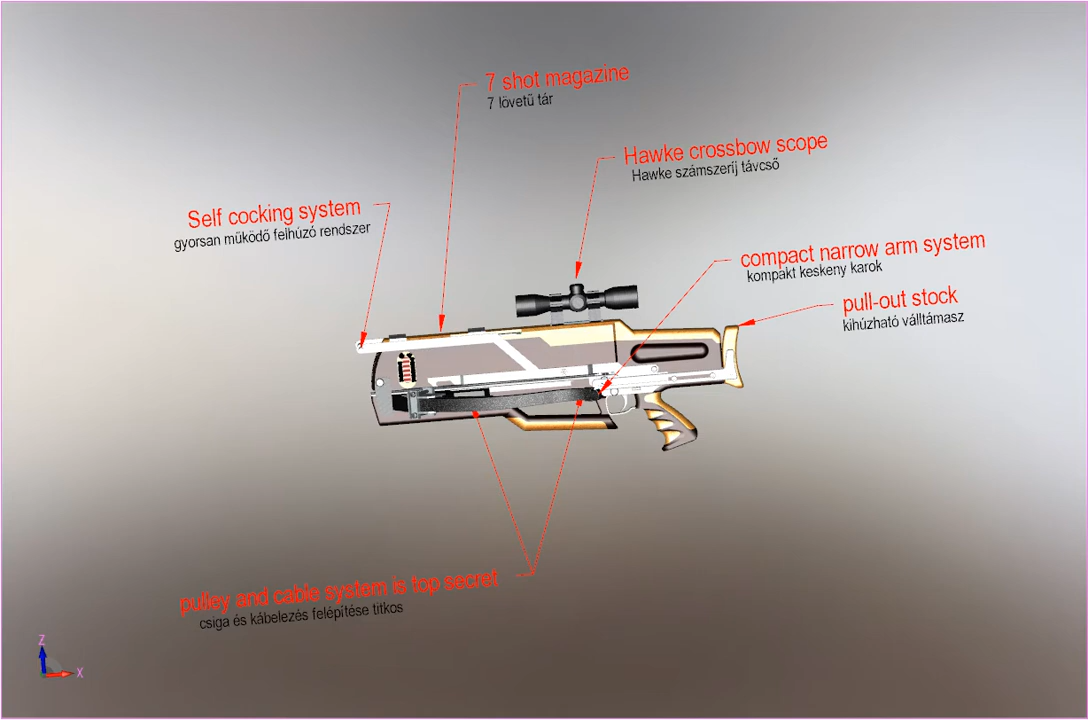 7 shot magazine
7 lövetű tár
Hawke crossbow scope
Hawke számszeríj távcső
Self cocking system
gyorsan működő felhúzó rendszer
compact narrow arm system
kompakt keskeny karok
pull-out stock
kihúzható válltámasz
pulley and cable system is top secret
csiga és kábelezés felépítése titkos
Z
X